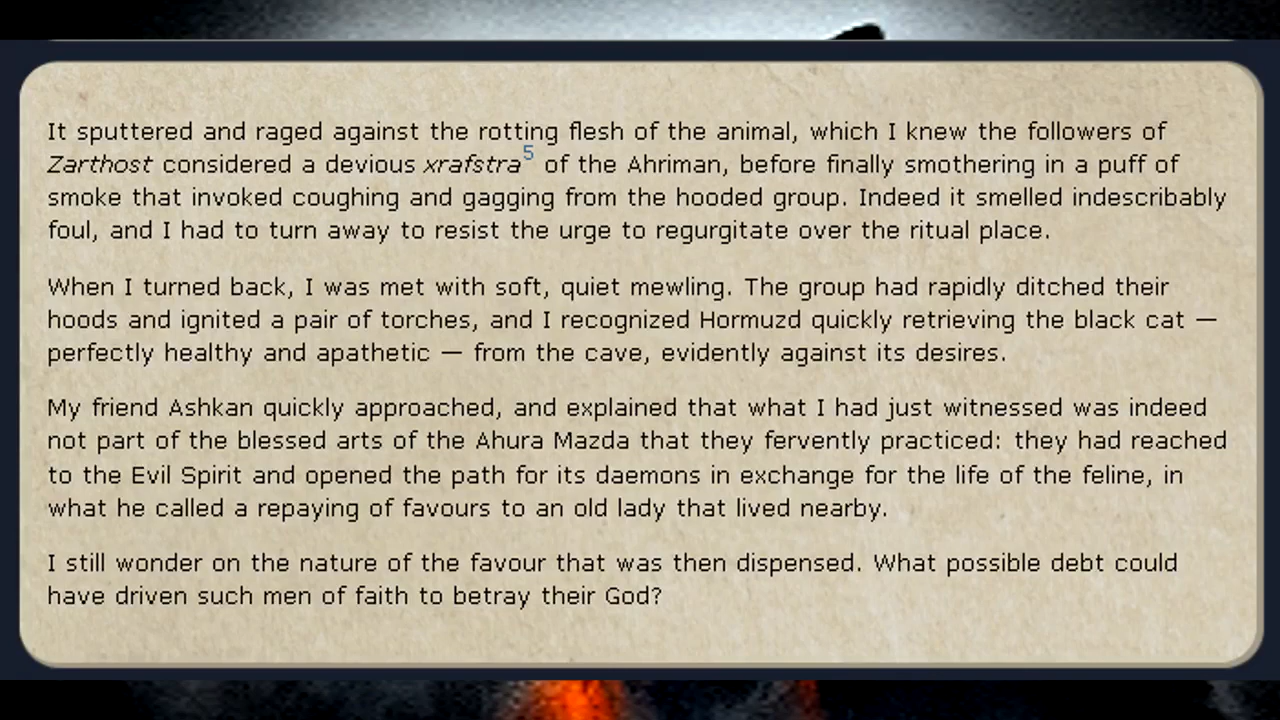 It sputtered and raged against the rotting flesh of the animal, which I knew the followers of
Zarthost considered a devious xrafstra5 of the Ahriman, before finally smothering in a puff of
smoke that invoked coughing and gagging from the hooded group. Indeed it smelled indescribably
foul, and I had to turn away to resist the urge to regurgitate over the ritual place.
When I turned back, I was met with soft, quiet mewling. The group had rapidly ditched their
hoods and ignited a pair of torches, and I recognized Hormuzd quickly retrieving the black cat —
perfectly healthy and apathetic — from the cave, evidently against its desires.
My friend Ashkan quickly approached, and explained that what I had just witnessed was indeed
not part of the blessed arts of the Ahura Mazda that they fervently practiced: they had reached
to the Evil Spirit and opened the path for its daemons in exchange for the life of the feline, in
what he called a repaying of favours to an old lady that lived nearby.
I still wonder on the nature of the favour that was then dispensed. What possible debt could
have driven such men of faith to betray their God?